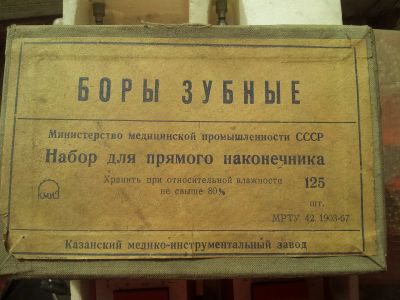 БОРЫ ЗУБНЫЕ
Министерство медицинской промышленности СССР
Набор для прямого наконечника
Хранить при относительной влажности 125
не свыше 80%
шт.
МРТУ 42 1903-67
Казанский медико-инструментальный завод